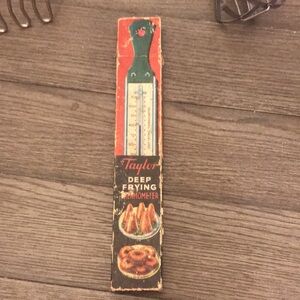 Taylor
DEEP
FRYING
THERMOMETER